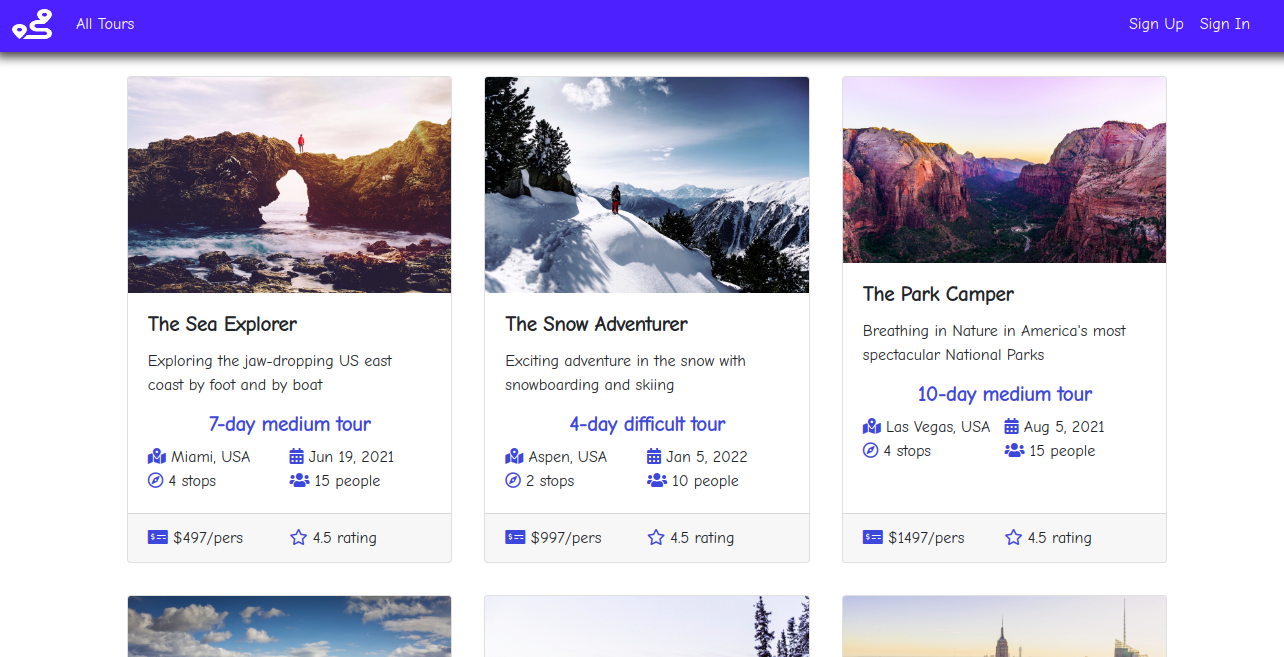 All Tours
Sign Up
Sign In
The Sea Explorer
Exploring the jaw-dropping US east
coast by foot and by boat
7-day medium tour
Miami, USA
Jun 19, 2021
4 stops
15 people
$497/pers
4.5 rating
The Snow Adventurer
Exciting adventure in the snow with
snowboarding and skiing
4-day difficult tour
Aspen, USA
Jan 5, 2022
2 stops
10 people
$997/pers
4.5 rating
The Park Camper
Breathing in Nature in America's most
spectacular National Parks
10-day medium tour
Las Vegas, USA
Aug 5, 2021
4 stops
15 people
$1497/pers
4.5 rating